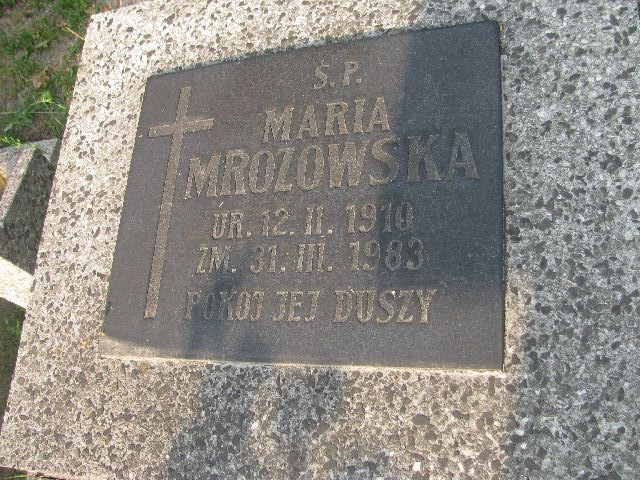 Ś.P.
MARIA
MROZOWSKA
UR. 12. II. 1910
ZM. 31. III. 1983
POKOJ JEJ DUSZY